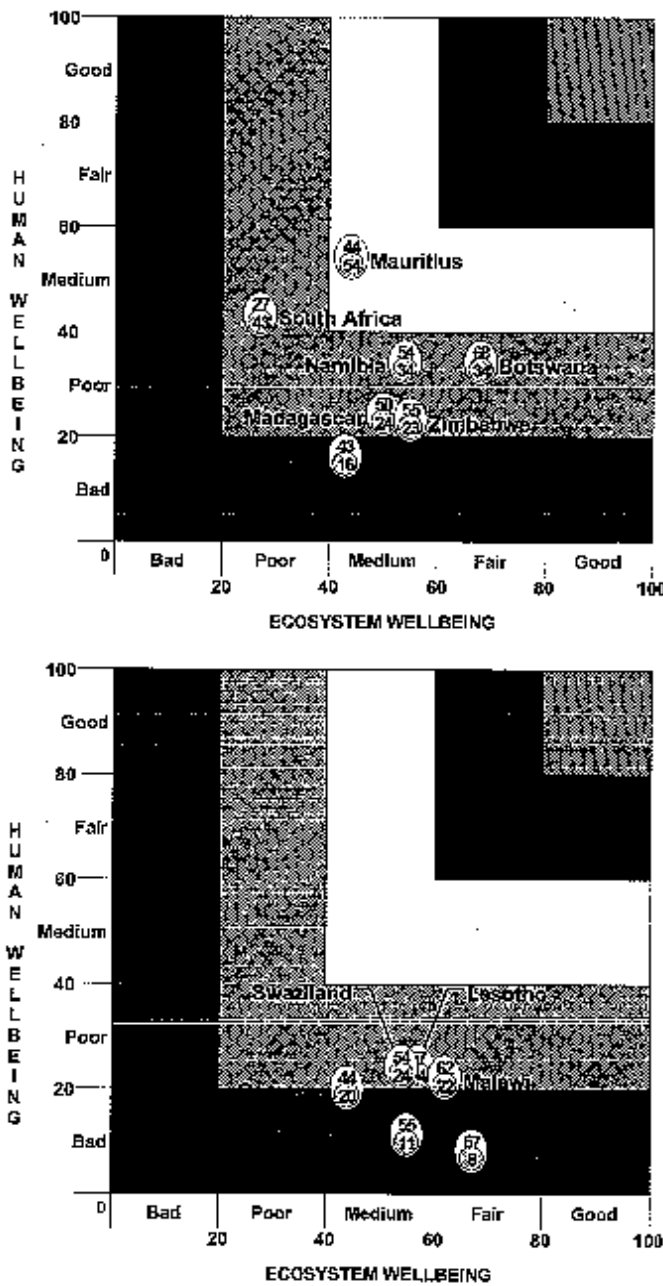 100
Good
80
Fair
HUMAN WELLBEING
60
44
54
Mauritius
Medium
27
43
South Africa
40
Namibia
54
34
68
34
Botswana
Poor
Madagascar
50
24
55
23
Zimbabwe
20
43
16
Bad
0
Bad Poor Medium Fair Good
20 40 60 80 100
ECOSYSTEM WELLBEING
100
Good
80
Fair
HUMAN WELLBEING
60
Medium
40
Swaziland
Lesotho
Poor
54
24
62
22
Malawi
20
44
20
55
11
67
8
Bad
0
Bad Poor Medium Fair Good
20 40 60 80 100
ECOSYSTEM WELLBEING